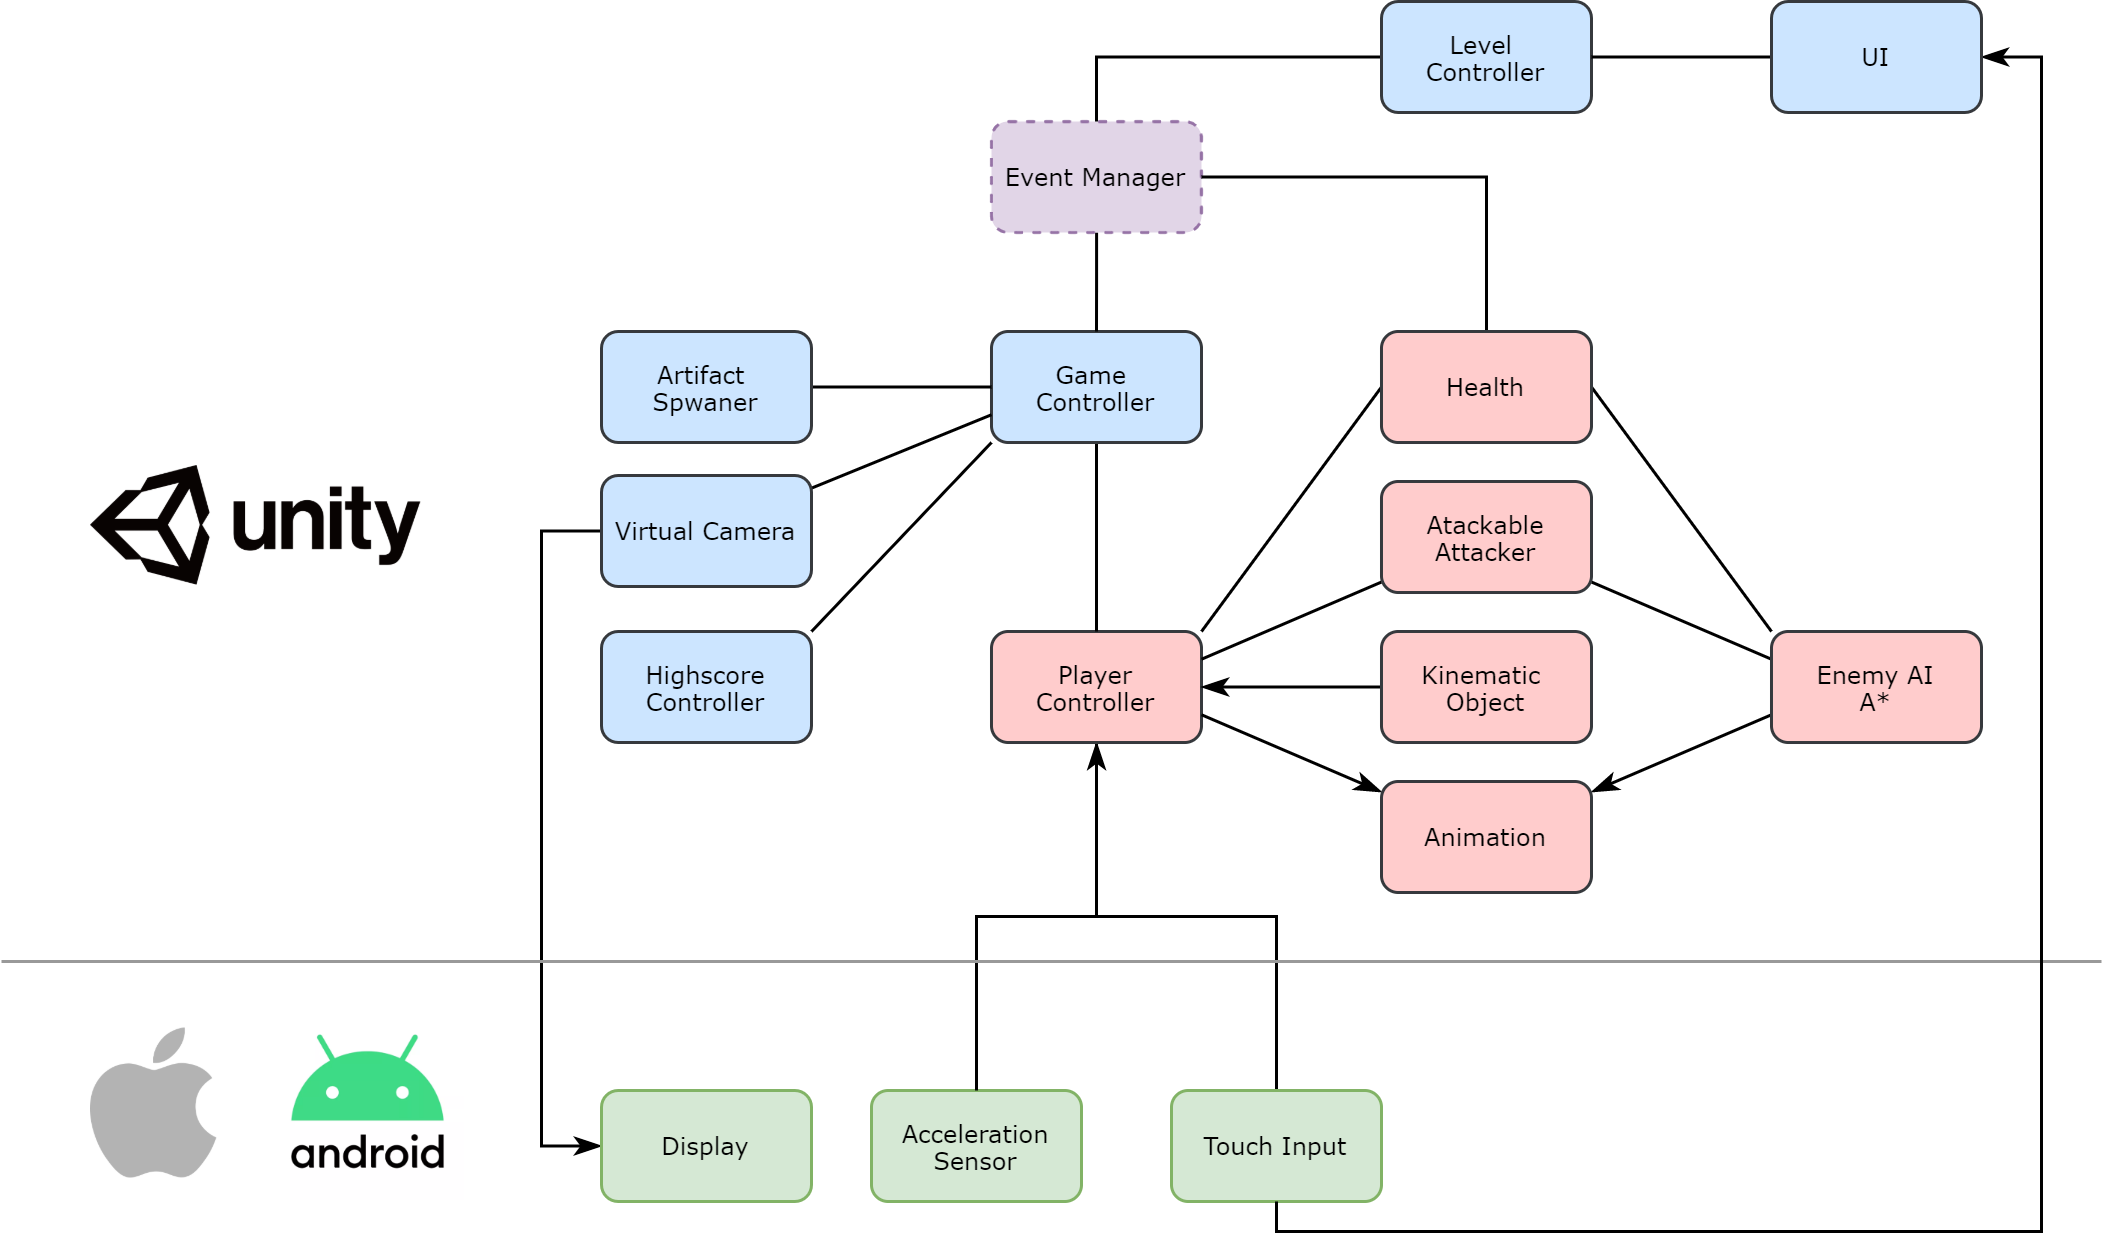 Level
Controller
UI
Event Manager
Artifact
Spwaner
Game
Controller
Health
unity
Virtual Camera
Atackable
Attacker
Highscore
Controller
Player
Controller
Kinematic
Object
Enemy AI
A*
Animation
android
Display
Acceleration
Sensor
Touch Input